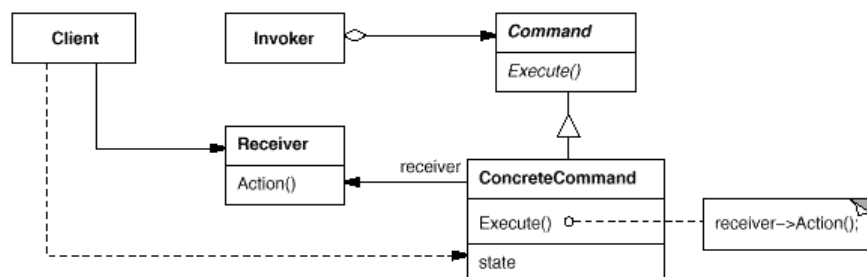 Client
Invoker
Command
Execute()
Receiver
Action()
receiver
ConcreteCommand
Execute()
receiver->Action();
state